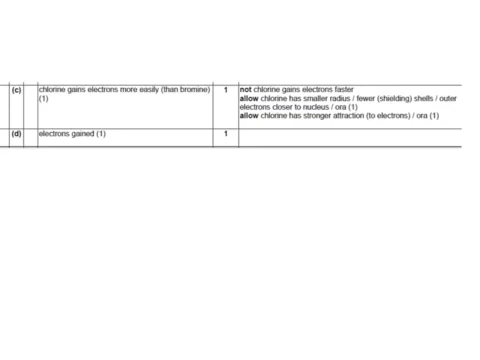 (c) chlorine gains electrons more easily (than bromine) 1 not chlorine gains electrons faster
(1) allow chlorine has smaller radius / fewer (shielding) shells / outer
electrons closer to nucleus / ora (1)
allow chlorine has stronger attraction (to electrons) / ora (1)
(d) electrons gained (1) 1